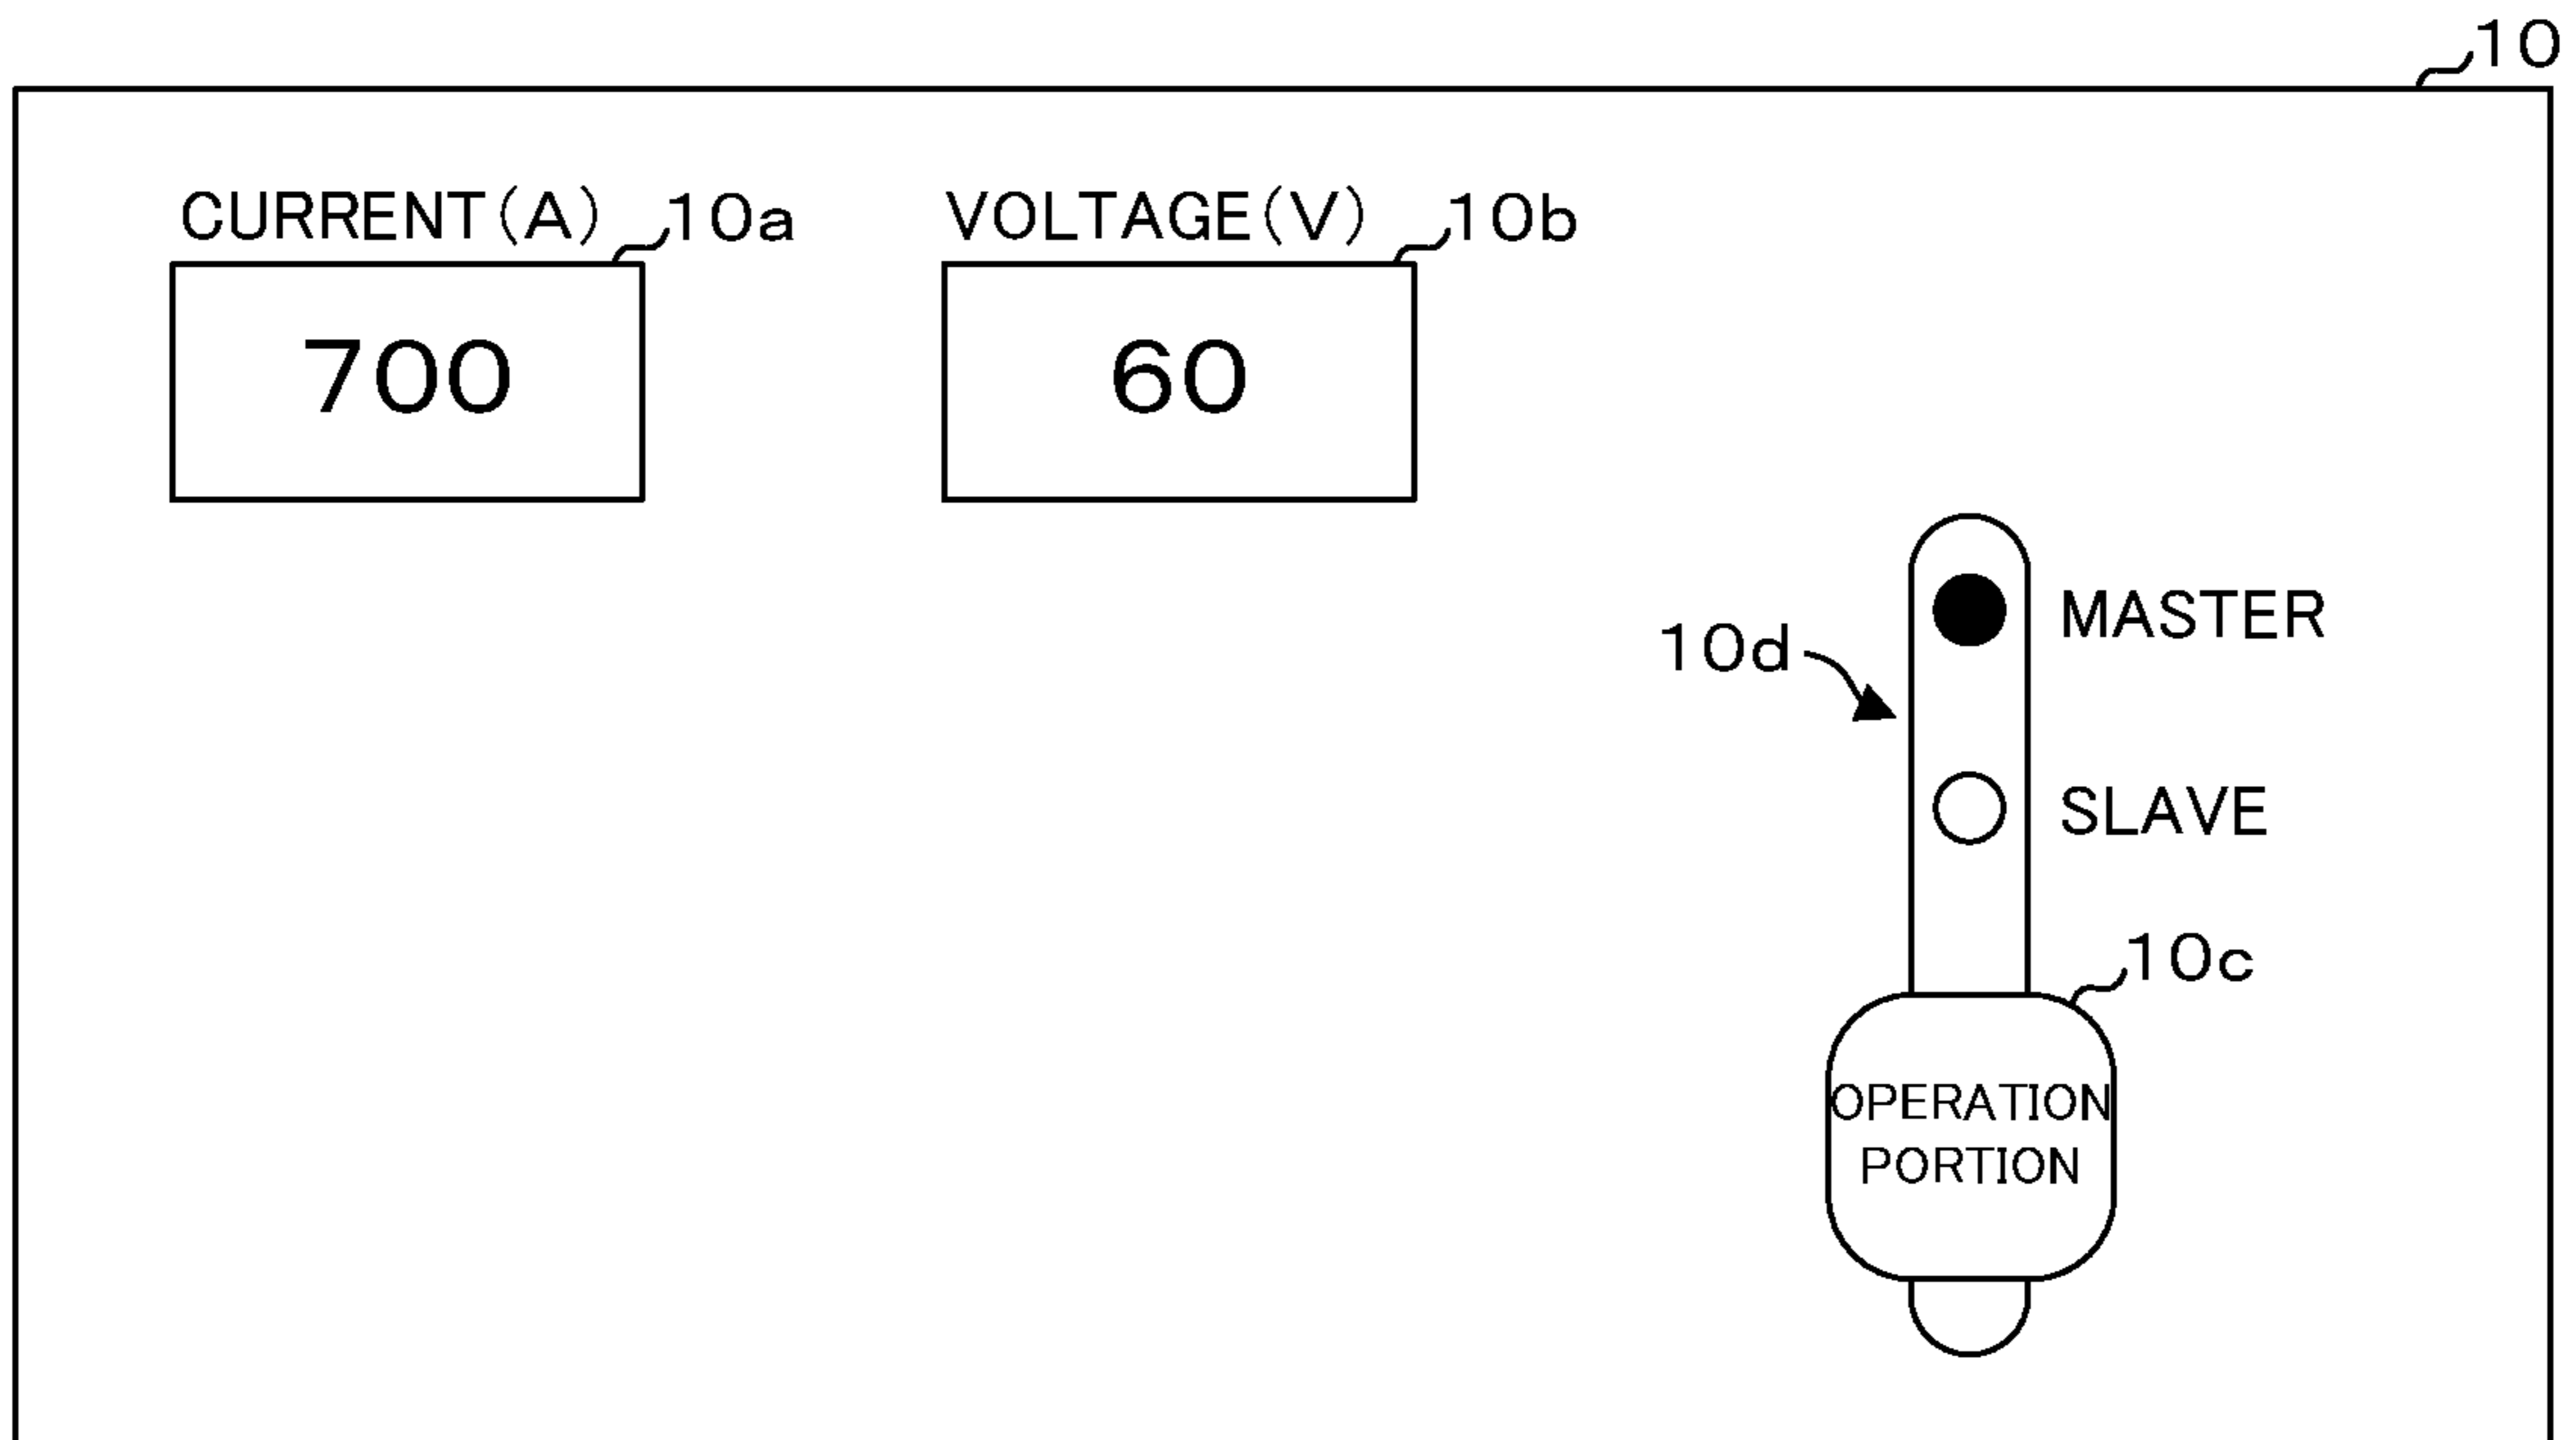 10
CURRENT(A) 10a
VOLTAGE(V) 10b
700
60
MASTER
10d
SLAVE
10c
OPERATION
PORTION